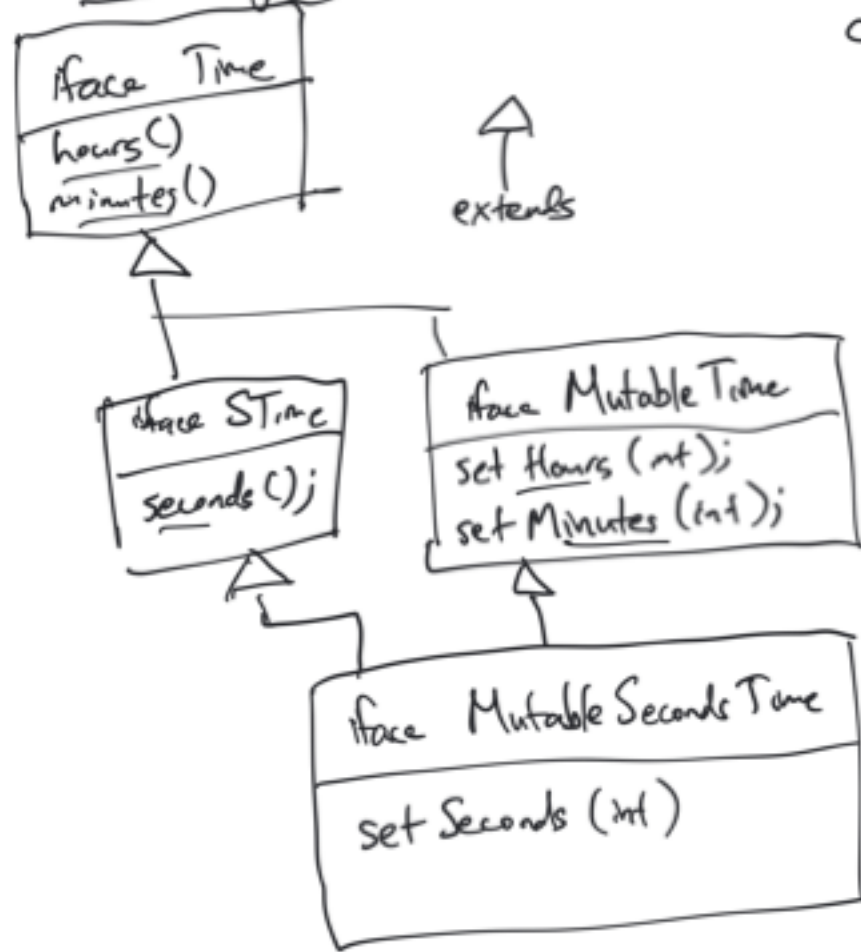 iface Time
hours()
minutes()
extends
iface STime
seconds();
iface MutableTime
set Hours (int);
set Minutes (int);
iface MutableSecondsTime
set Seconds (int)